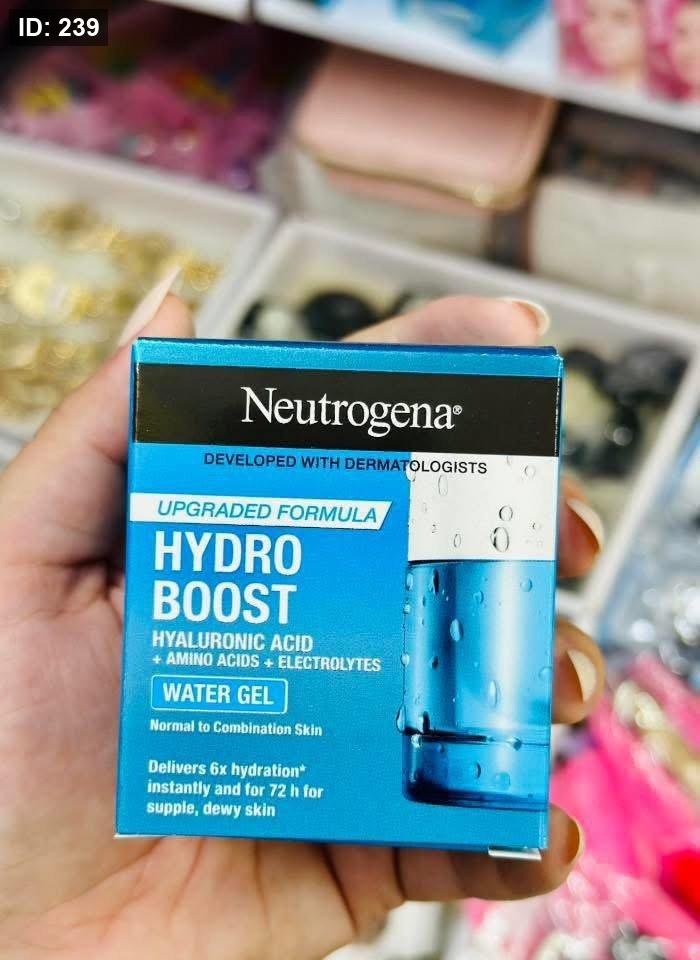 ID: 239
Neutrogena®
DEVELOPED WITH DERMATOLOGISTS
UPGRADED FORMULA
HYDRO
BOOST
HYALURONIC ACID
+ AMINO ACIDS + ELECTROLYTES
WATER GEL
Normal to Combination Skin
Delivers 6x hydration*
instantly and for 72 h for
supple, dewy skin